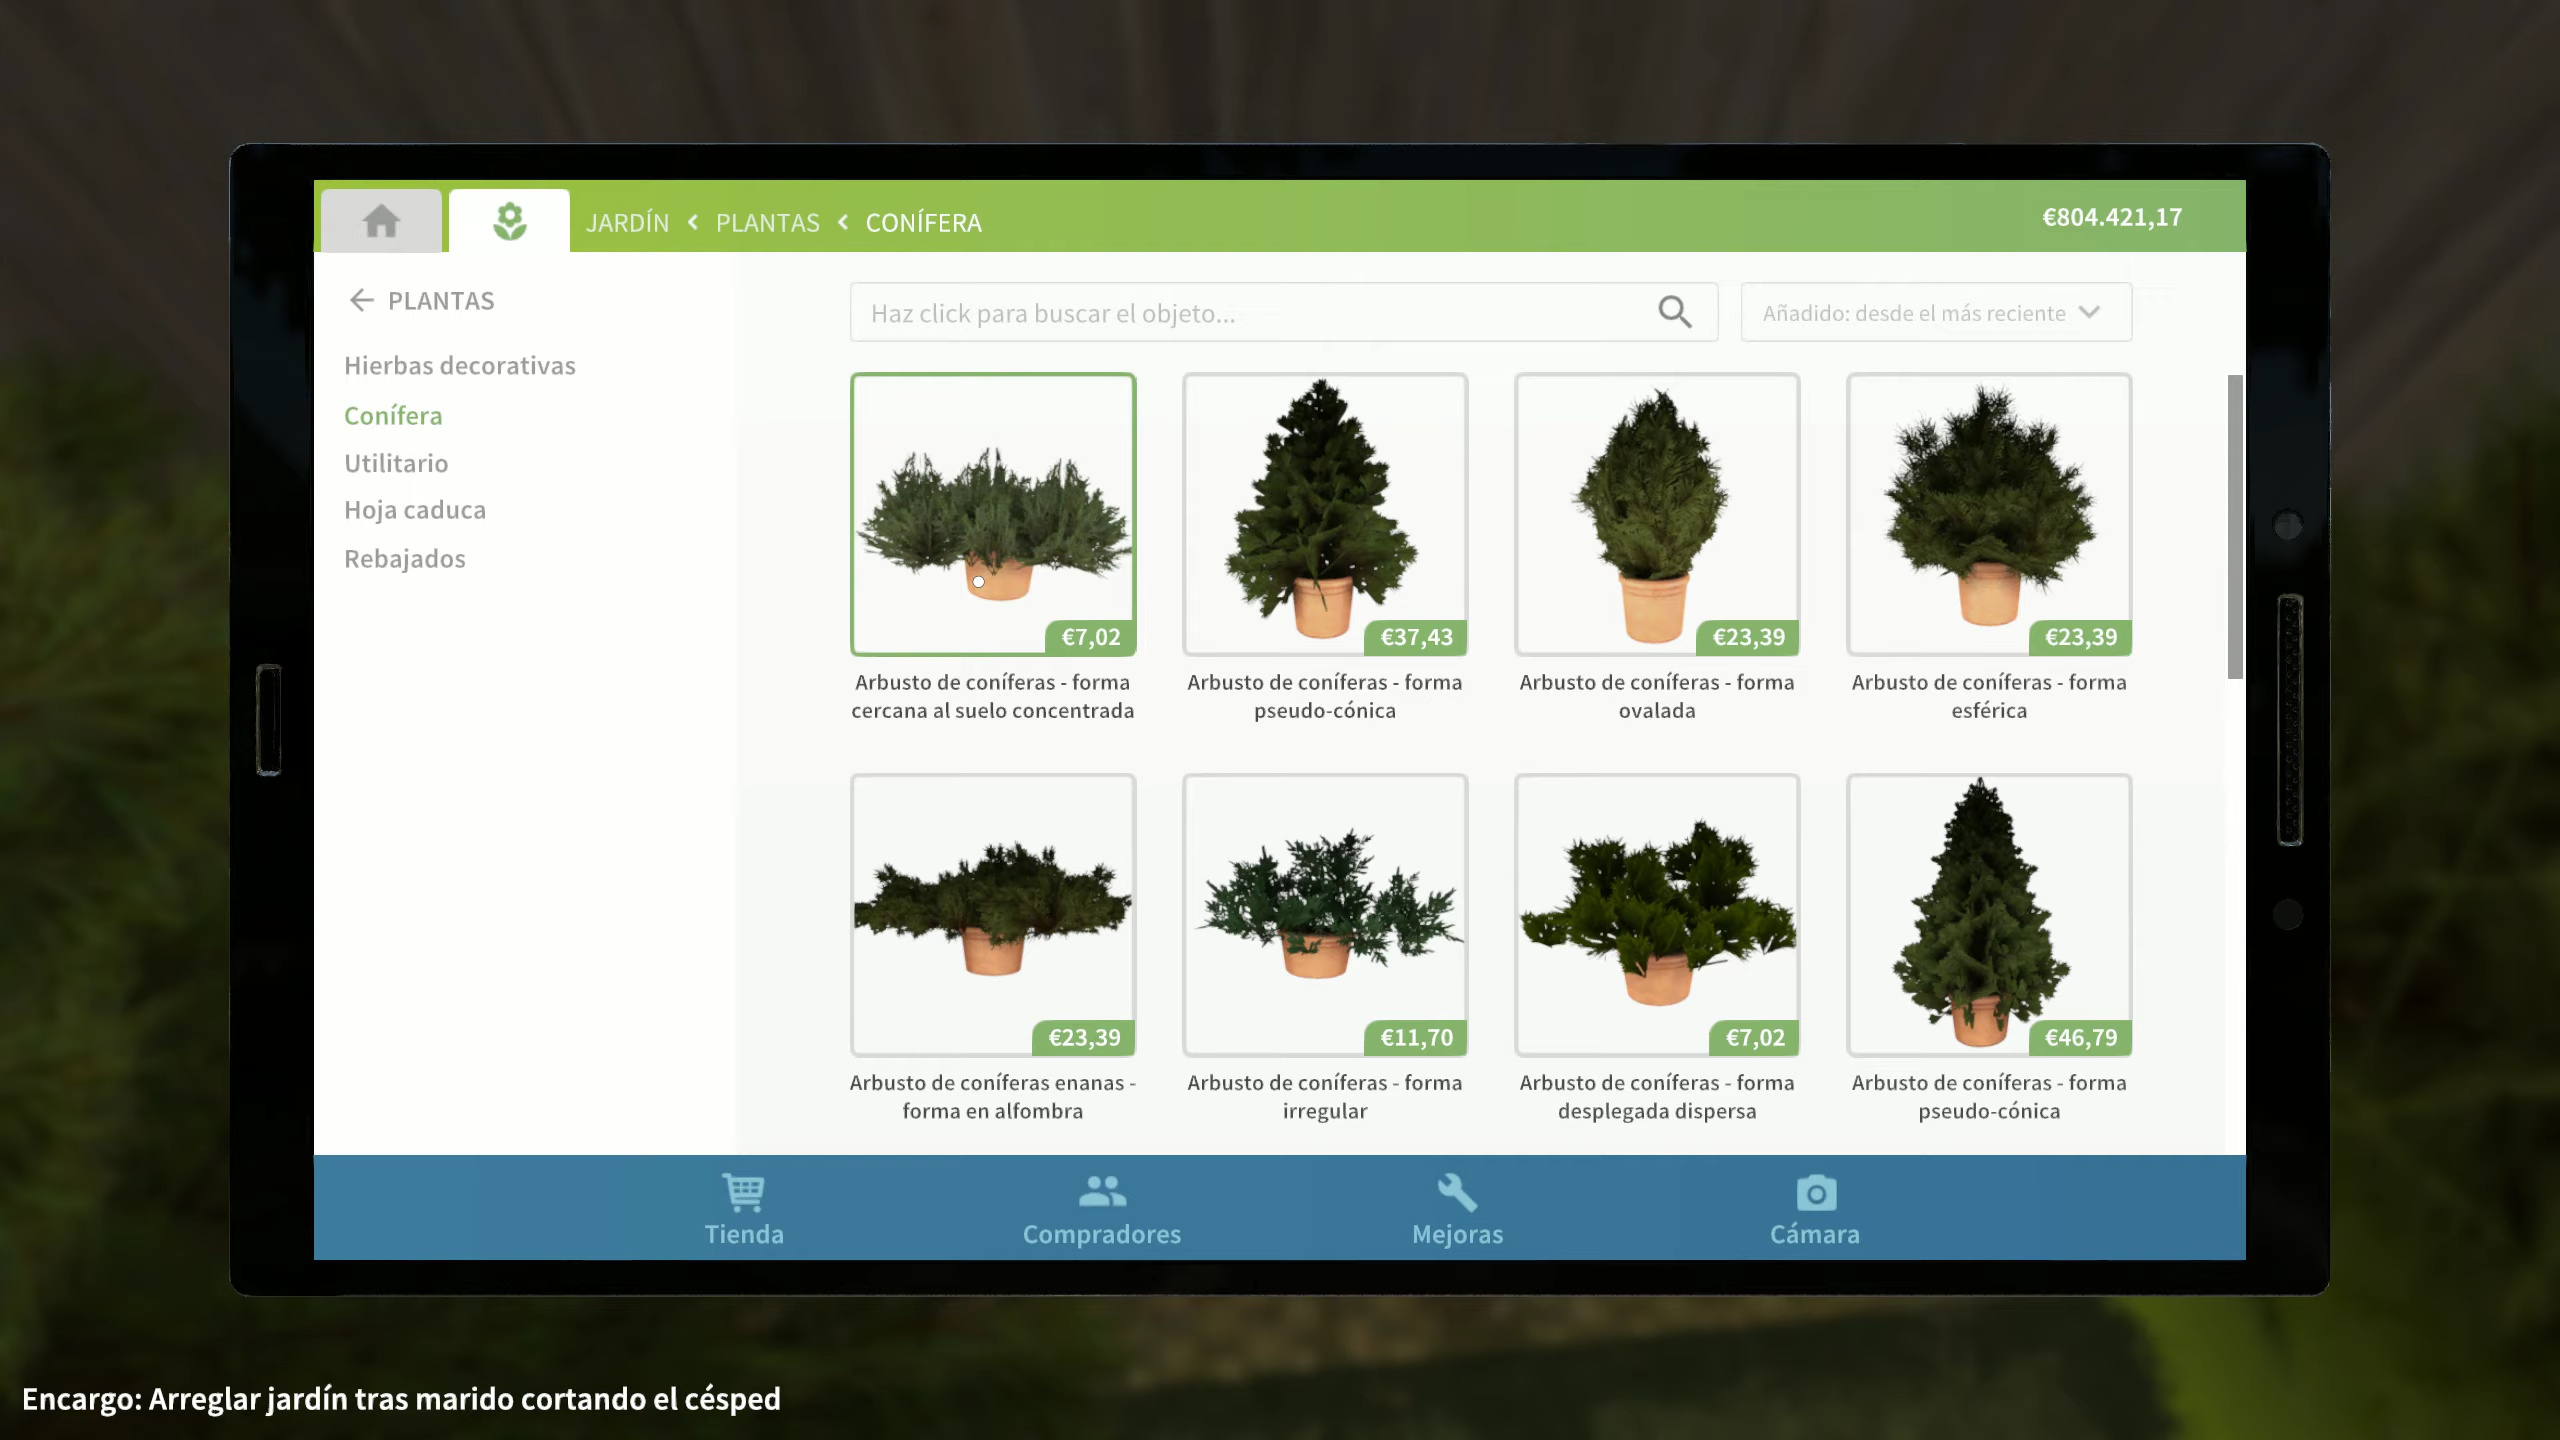 JARDÍN < PLANTAS < CONÍFERA
€804.421,17
PLANTAS
Hierbas decorativas
Conífera
Utilitario
Hoja caduca
Rebajados
Haz click para buscar el objeto...
Añadido: desde el más reciente
€7,02
Arbusto de coníferas - forma
cercana al suelo concentrada
€37,43
Arbusto de coníferas - forma
pseudo-cónica
€23,39
Arbusto de coníferas - forma
ovalada
€23,39
Arbusto de coníferas - forma
esférica
€23,39
Arbusto de coníferas enanas -
forma en alfombra
€11,70
Arbusto de coníferas - forma
irregular
€7,02
Arbusto de coníferas - forma
desplegada dispersa
€46,79
Arbusto de coníferas - forma
pseudo-cónica
Tienda
Compradores
Mejoras
Cámara
Encargo: Arreglar jardín tras marido cortando el césped